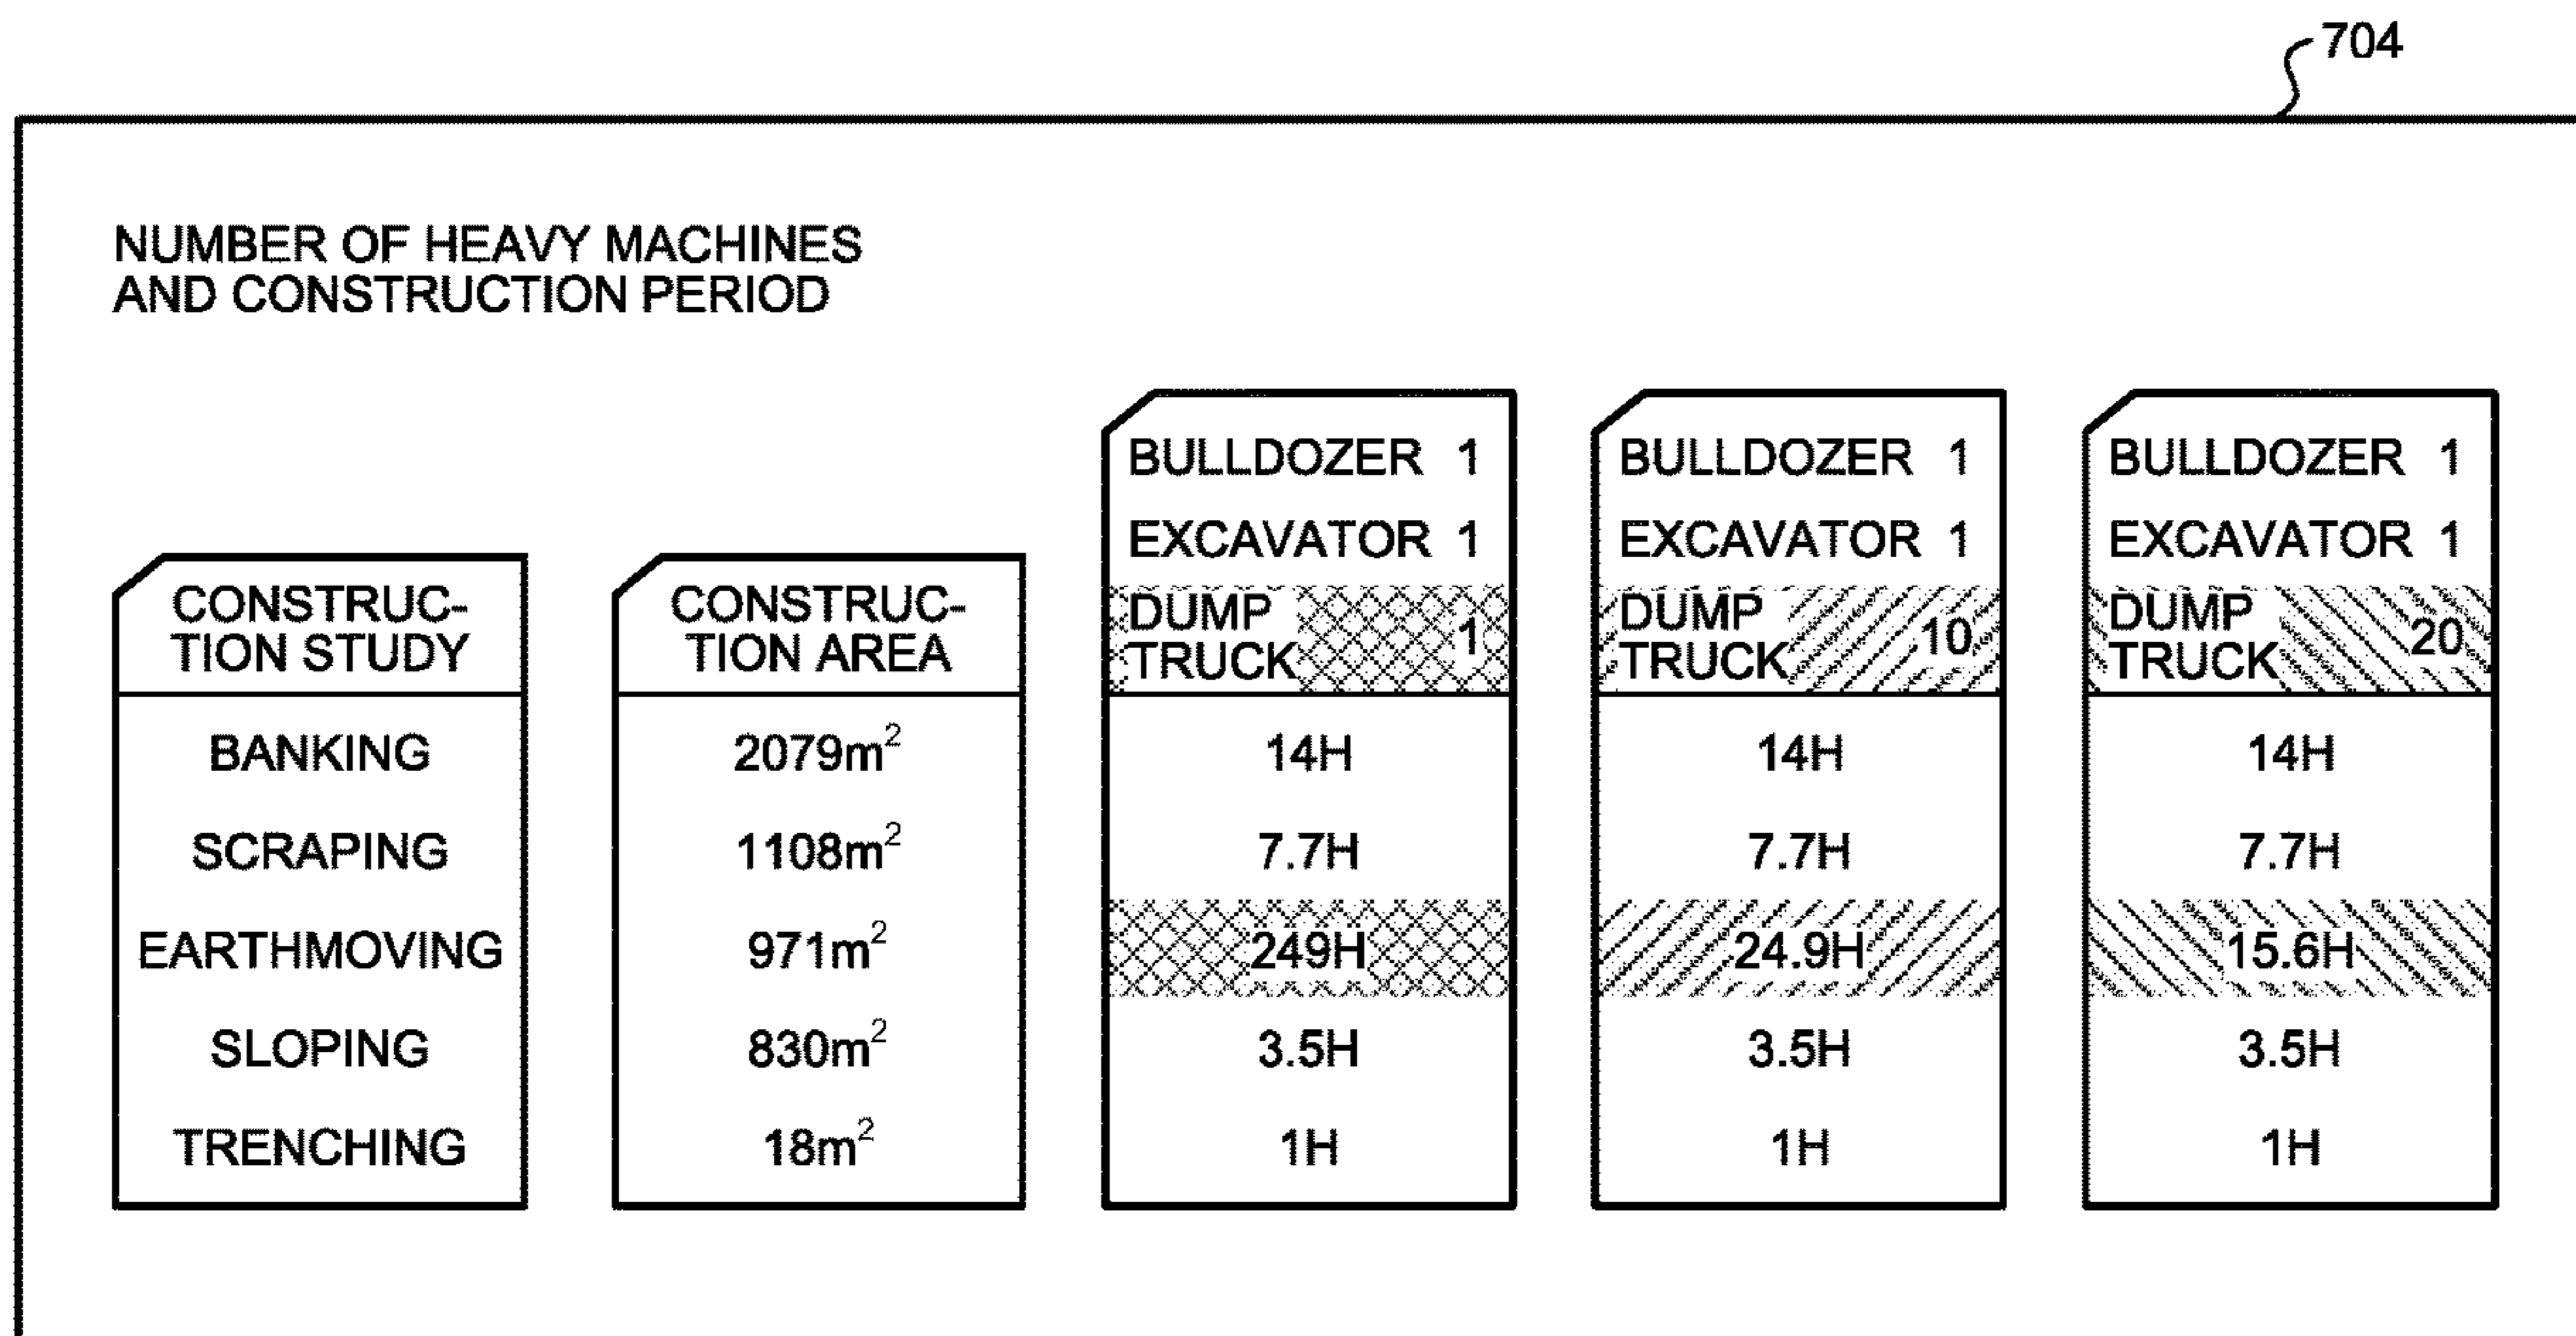 704
NUMBER OF HEAVY MACHINES
AND CONSTRUCTION PERIOD
CONSTRUC-
TION STUDY
BANKING
SCRAPING
EARTHMOVING
SLOPING
TRENCHING
CONSTRUC-
TION AREA
2079m²
1108m²
971m²
830m²
18m²
BULLDOZER 1
EXCAVATOR 1
DUMP
TRUCK 1
14H
7.7H
249H
3.5H
1H
BULLDOZER 1
EXCAVATOR 1
DUMP
TRUCK 10
14H
7.7H
24.9H
3.5H
1H
BULLDOZER 1
EXCAVATOR 1
DUMP
TRUCK 20
14H
7.7H
15.6H
3.5H
1H